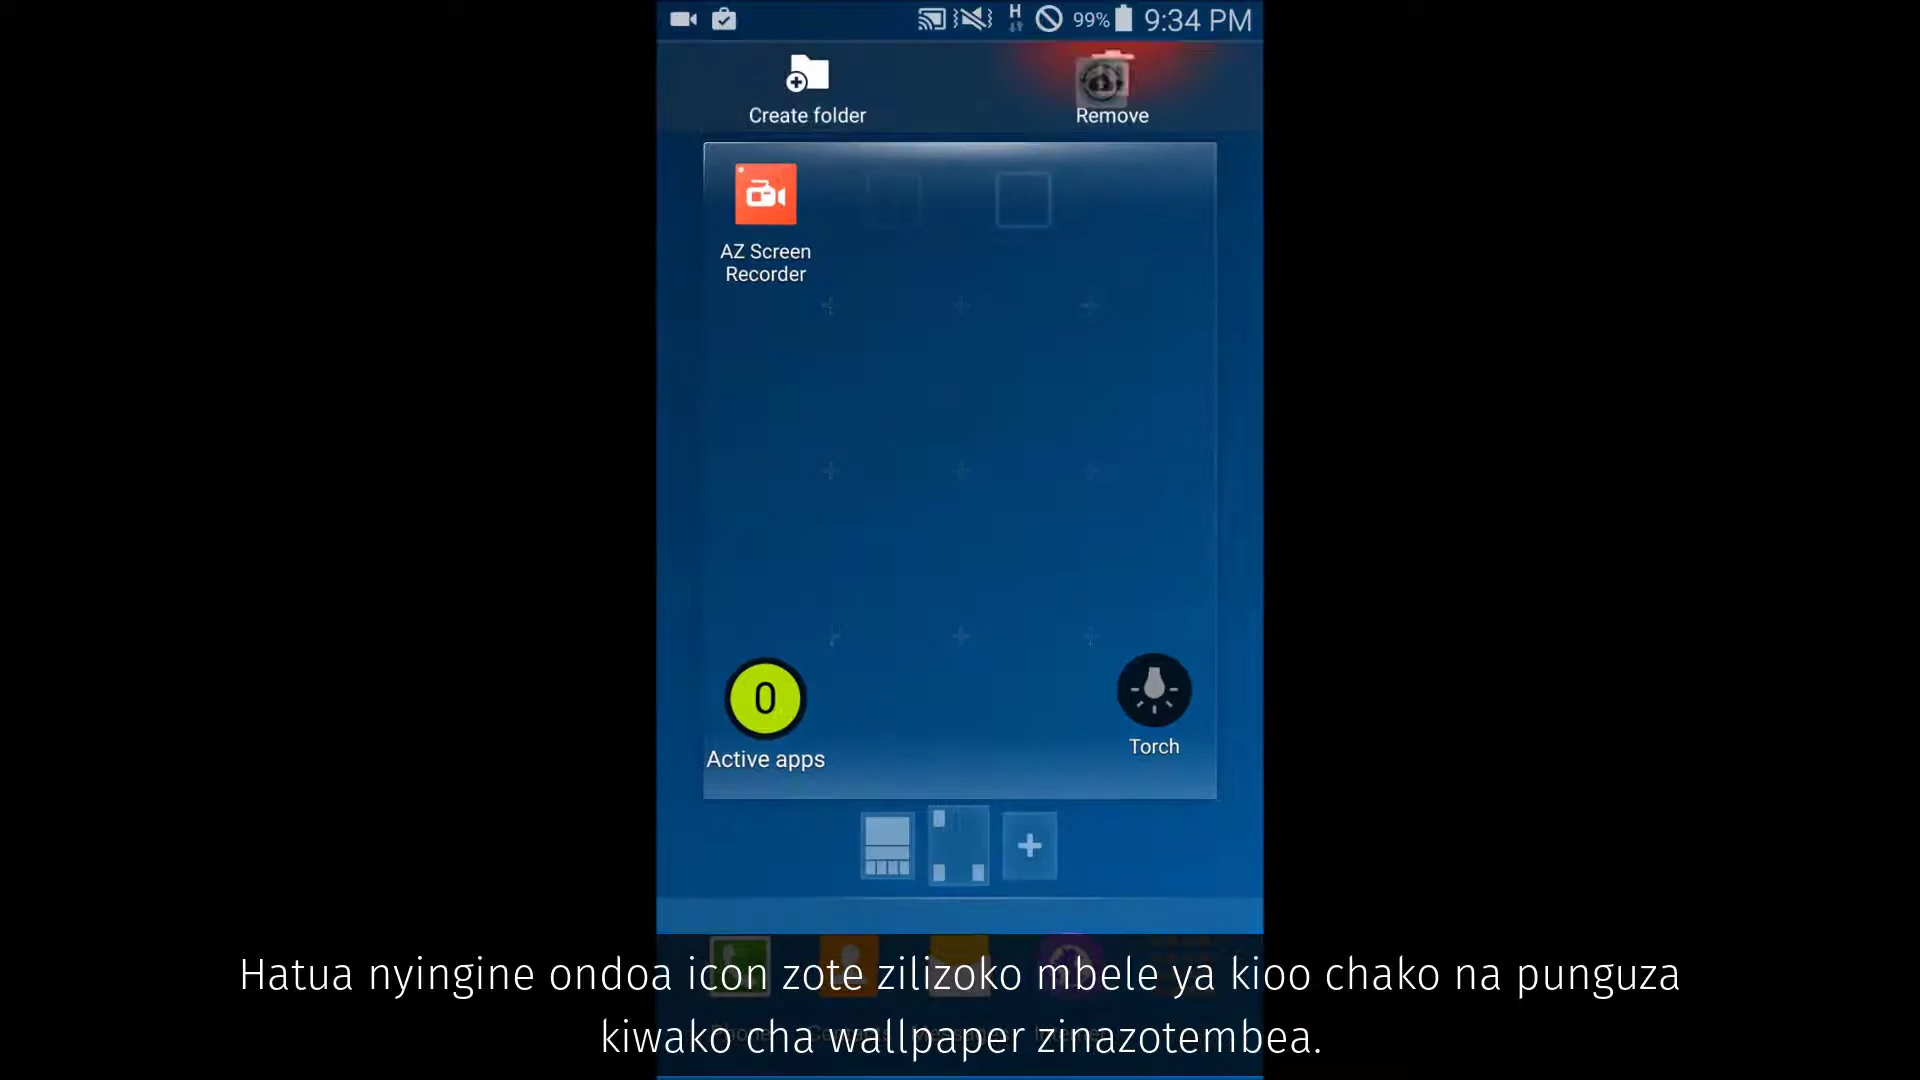 H 99% 9:34 PM
Create folder
Remove
AZ Screen
Recorder
0
Active apps
Torch
Hatua nyingine ondoa icon zote zilizoko mbele ya kioo chako na punguza
kiwako cha wallpaper zinazotembea.